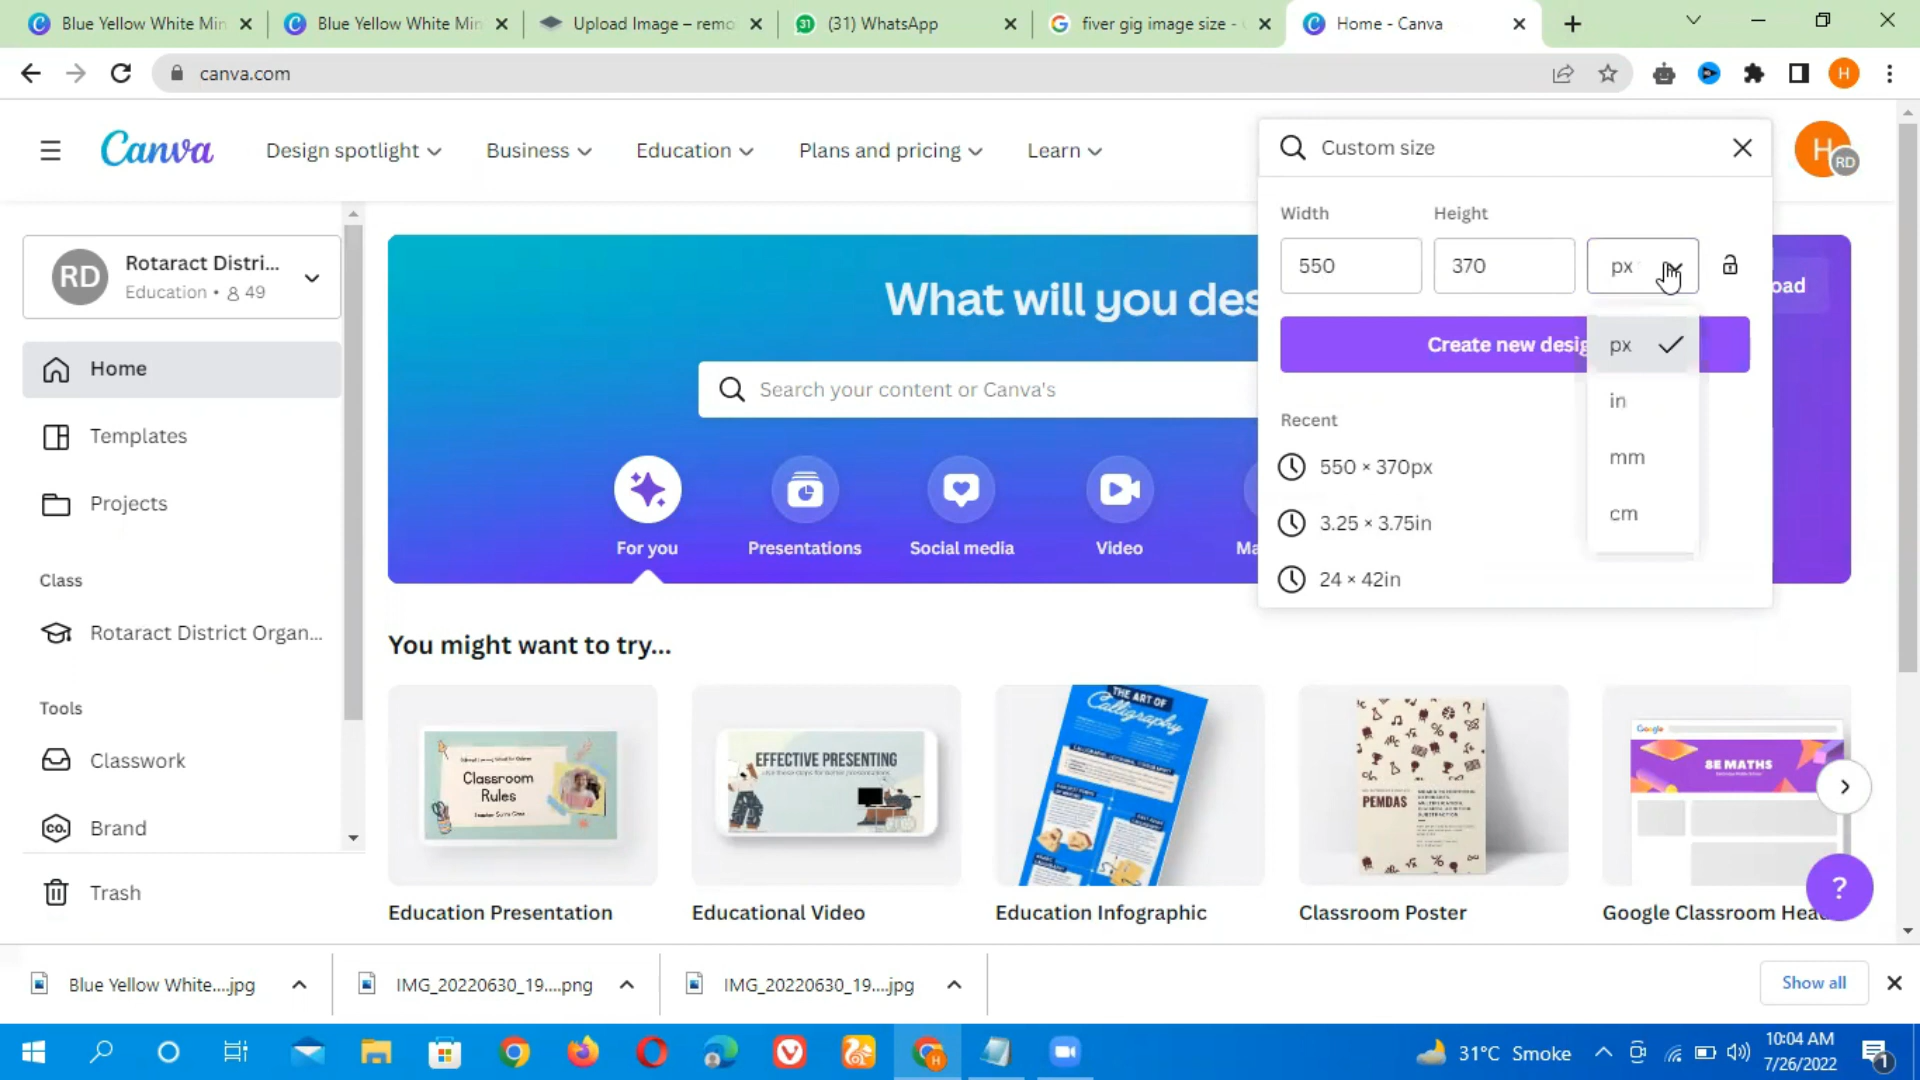 Blue Yellow White Min
Blue Yellow White Min
Upload Image – remo
(31) WhatsApp
fiver gig image size -
Home - Canva
canva.com
H
Canva
Design spotlight
Business
Education
Plans and pricing
Learn
Custom size
H
RD
Width
Height
550
370
px
oad
Create new desig
px
in
mm
cm
Recent
550 × 370px
3.25 × 3.75in
24 × 42in
RD
Rotaract Distri...
Education • 49
Home
Templates
Projects
Class
Rotaract District Organ...
Tools
Classwork
Brand
Trash
What will you des
Search your content or Canva's
For you
Presentations
Social media
Video
Ma
You might want to try...
Classroom
Rules
EFFECTIVE PRESENTING
THE ART OF
Calligraphy
PEMDAS
Google
8E MATHS
Education Presentation
Educational Video
Education Infographic
Classroom Poster
Google Classroom Head
?
Blue Yellow White....jpg
IMG_20220630_19....png
IMG_20220630_19....jpg
Show all
31°C Smoke
10:04 AM
7/26/2022
1